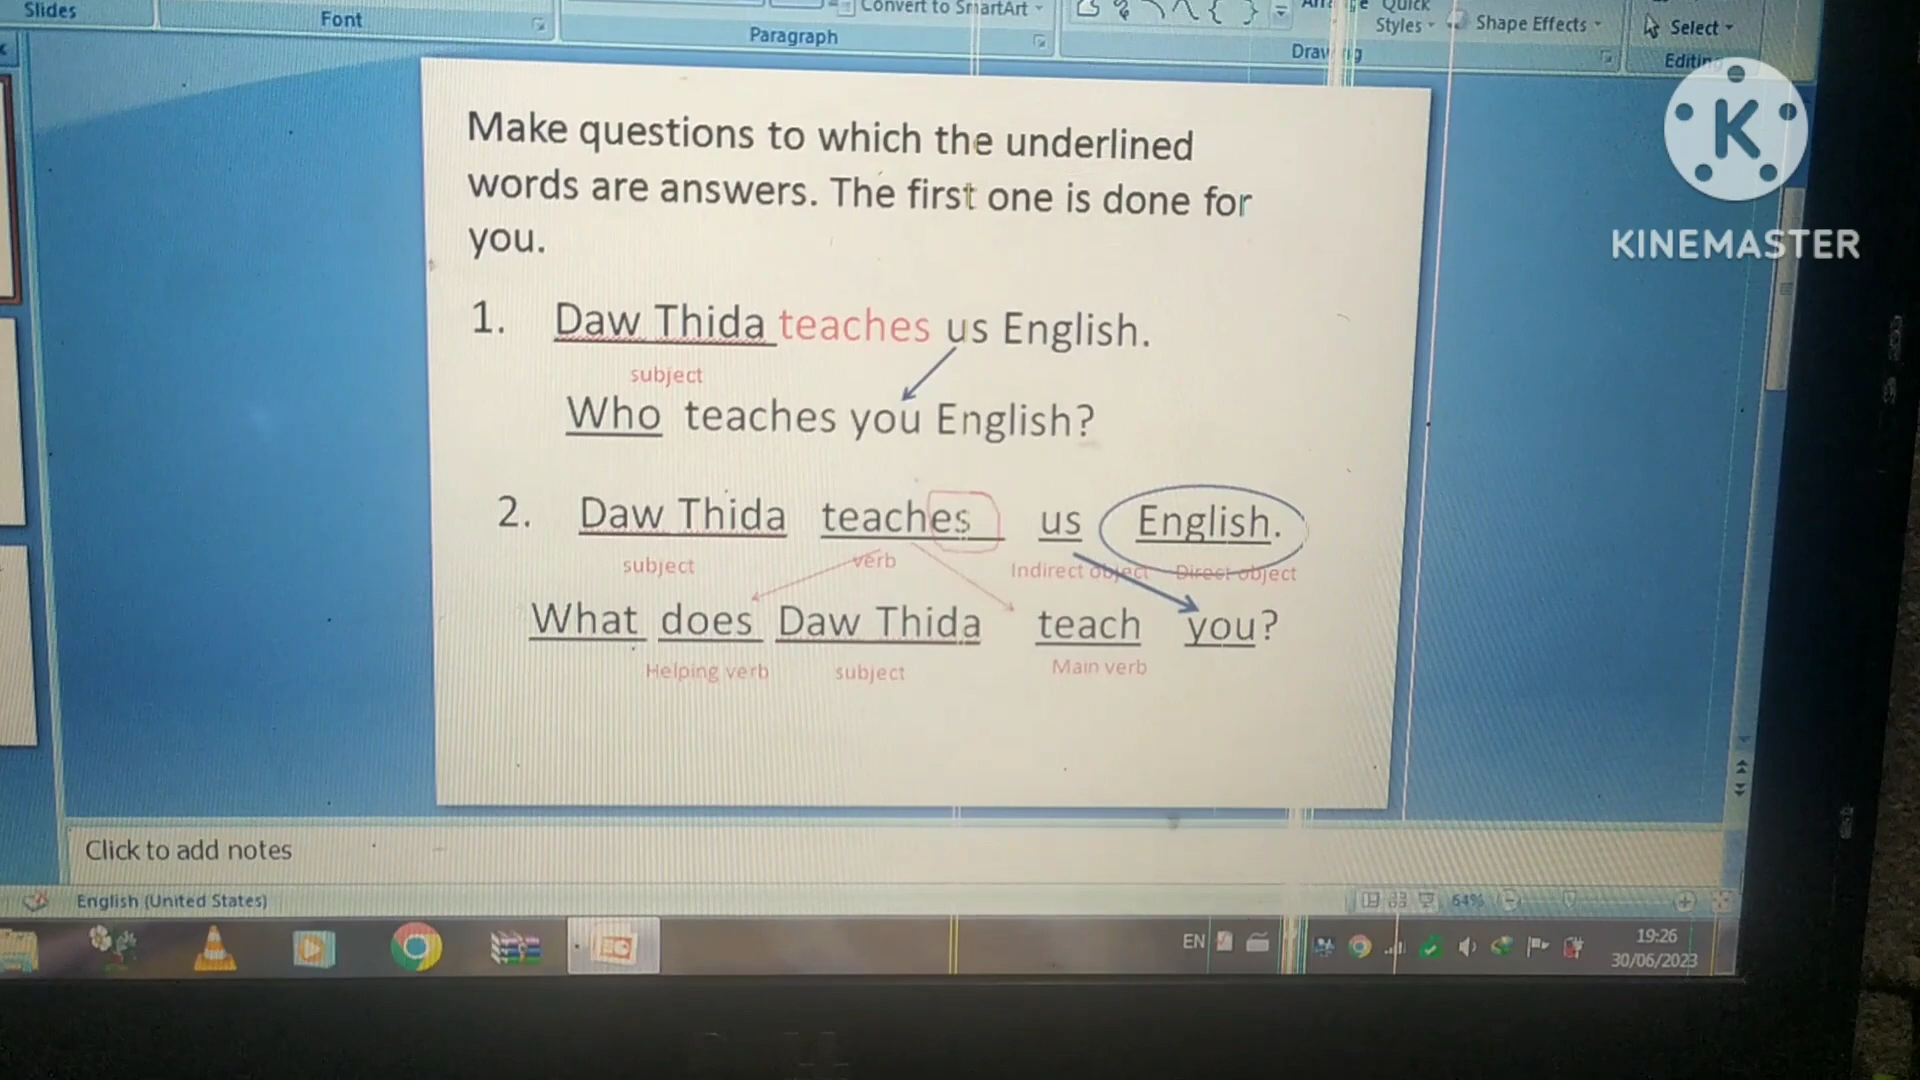 Slides
Font
Convert to SmartArt
Paragraph
Quick
Styles
Shape Effects
Select
KINEMASTER
Make questions to which the underlined
words are answers. The first one is done for
you.
1. Daw Thida teaches us English.
subject
Who teaches you English?
2. Daw Thida teaches us English.
subject verb Indirect object Direct object
What does Daw Thida teach you?
Helping verb subject Main verb
Click to add notes
English (United States)
64%
EN
19:26
30/06/2023